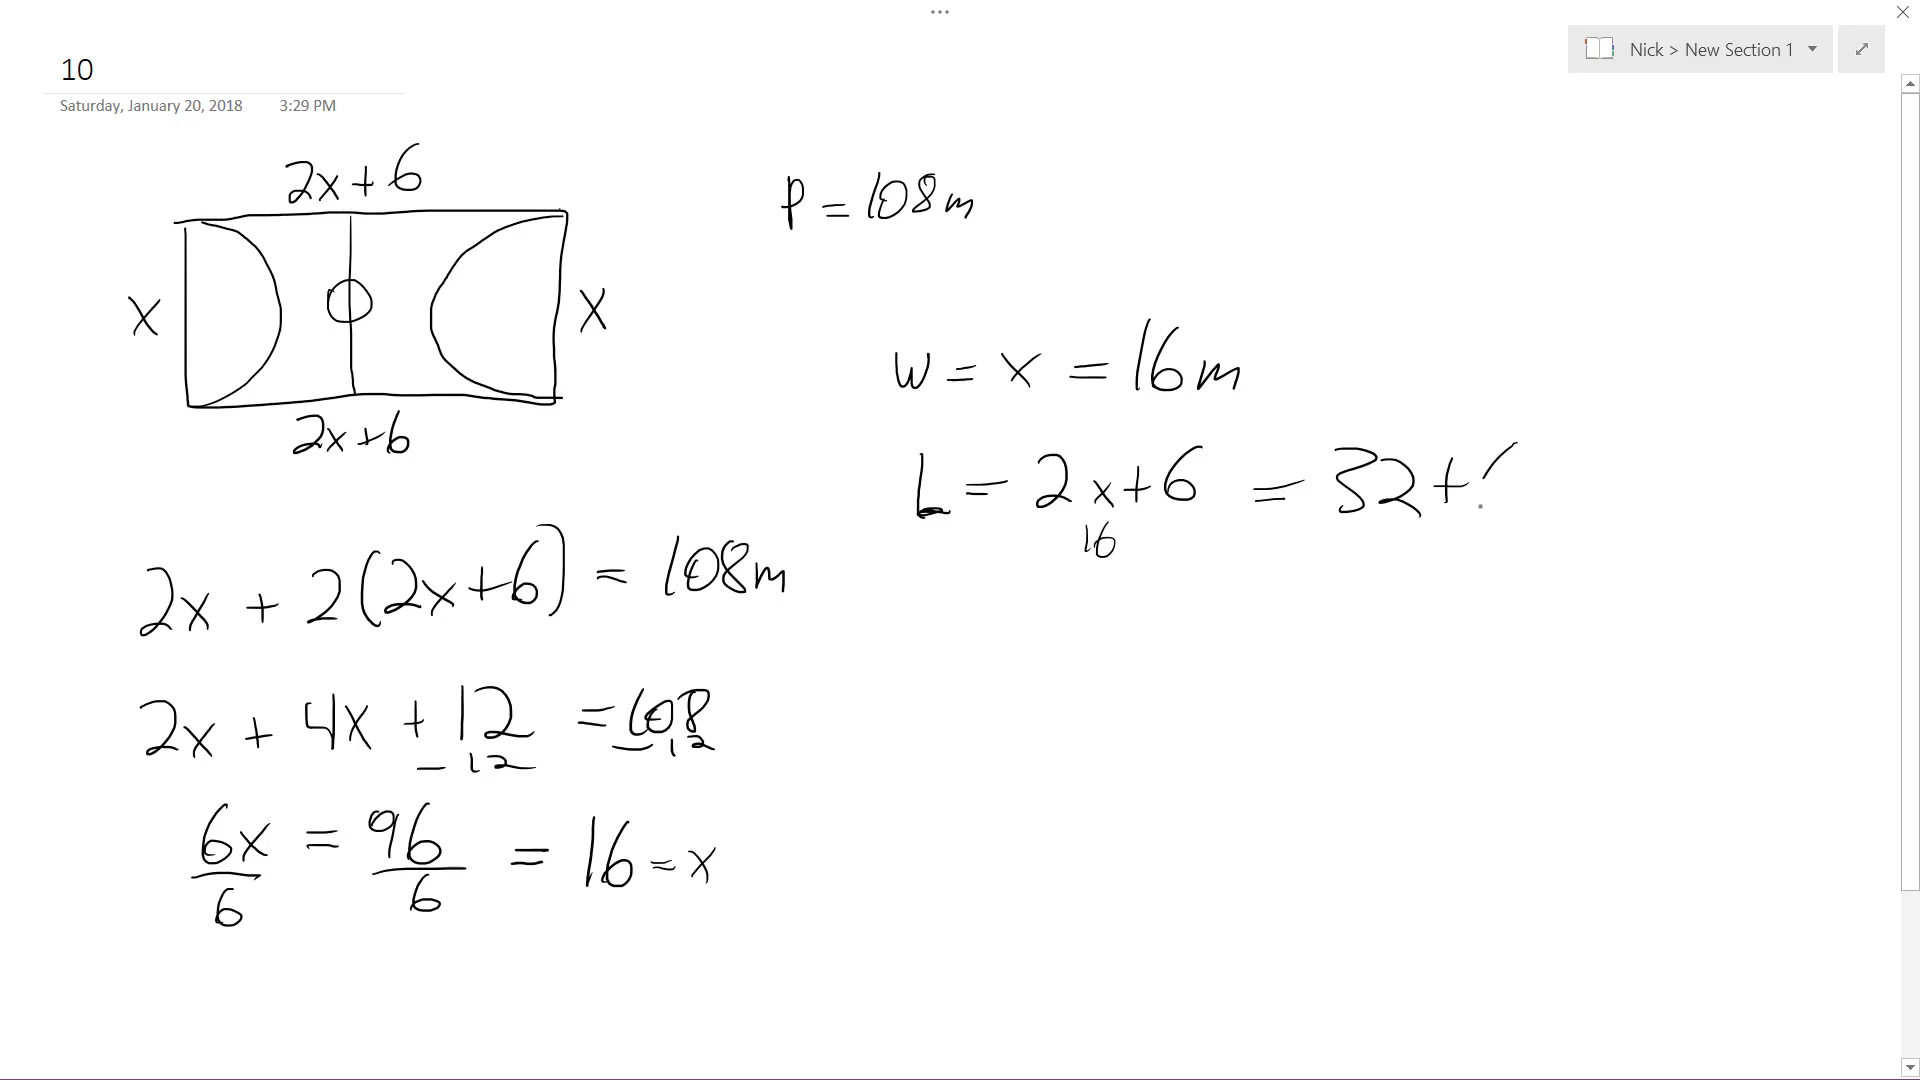 Nick > New Section 1
10
Saturday, January 20, 2018 3:29 PM
2x+6
P = 108m
x
x
2x+6
w = x = 16m
L = 2x+6 = 32+
16
2x + 2(2x+6) = 108m
2x + 4x + 12 = 108
-12 -12
6x = 96 = 16 = x
6 6